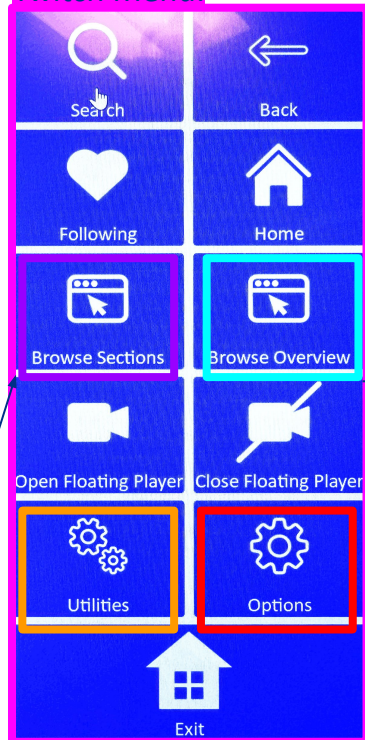 Search
Back
Following
Home
Browse Sections
Browse Overview
Open Floating Player
Close Floating Player
Utilities
Options
Exit